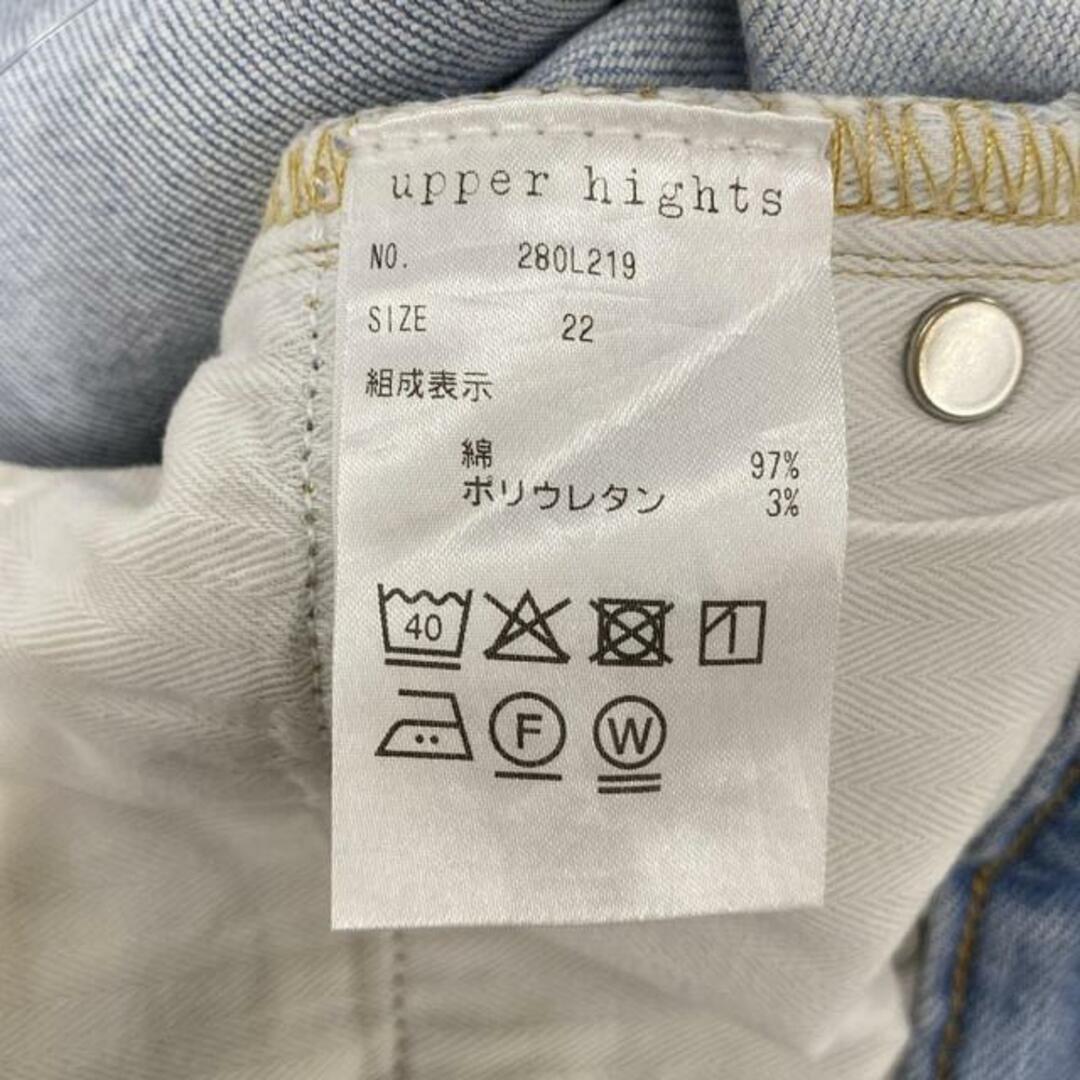 upper hights
NO. 280L219
SIZE 22
組成表示
綿 97%
ポリウレタン 3%
40
F W